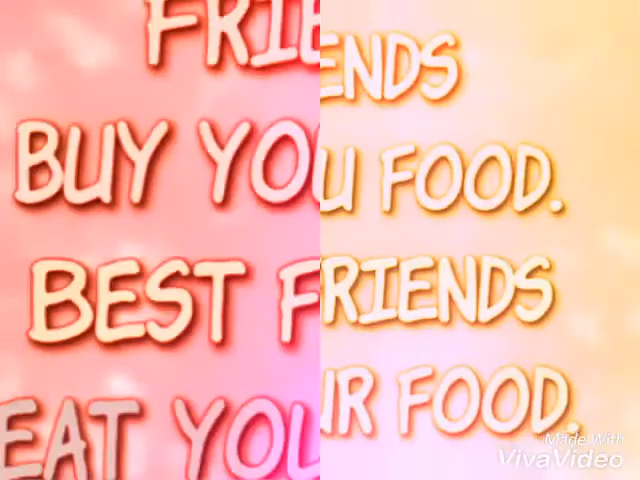 FRIENDS
BUY YOU FOOD.
BEST FRIENDS
EAT YOUR FOOD.
Made With
VivaVideo